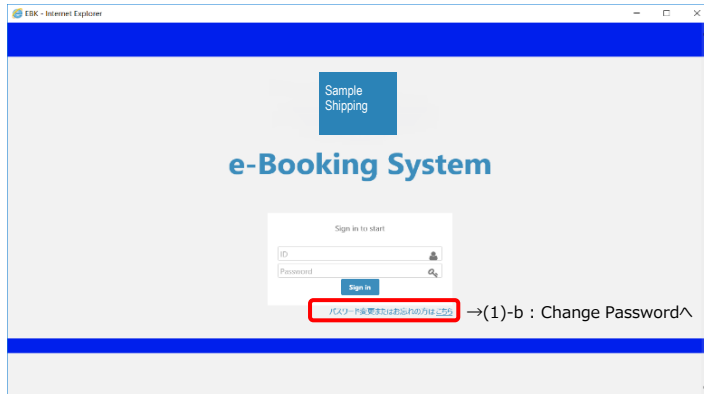 EBK - Internet Explorer
Sample
Shipping
e-Booking System
Sign in to start
ID
Password
Sign in
パスワード変更またはお忘れの方は こちら
→(1)-b : Change Passwordへ